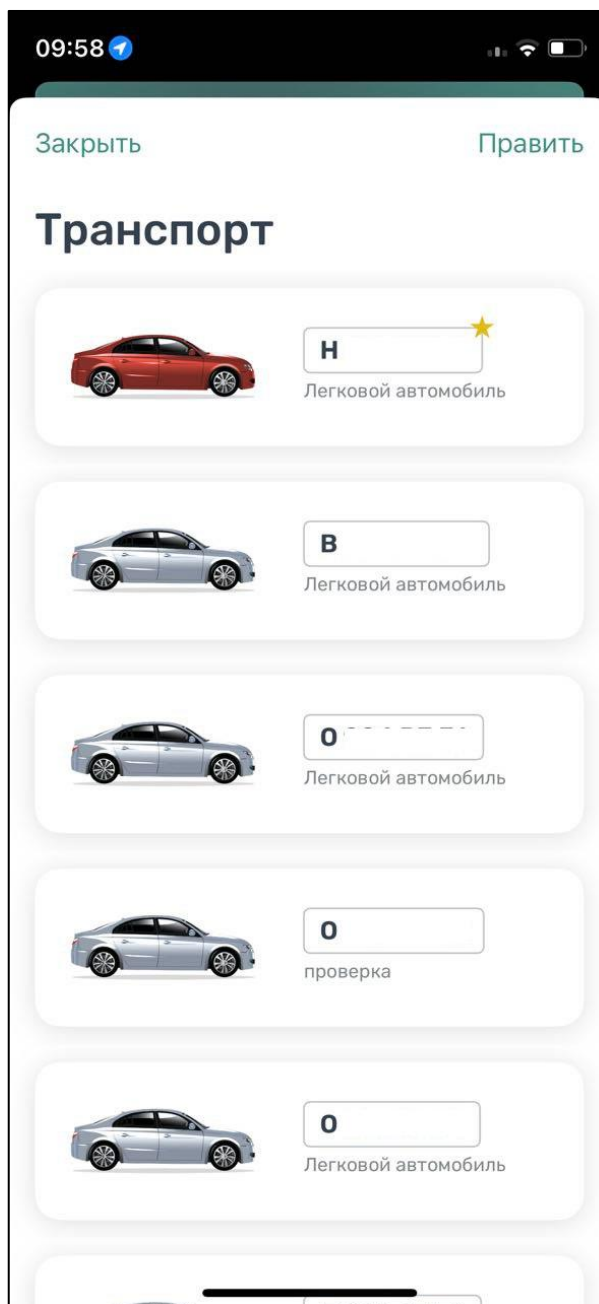 09:58
Закрыть
Править
Транспорт
Н
Легковой автомобиль
В
Легковой автомобиль
О
Легковой автомобиль
О
проверка
О
Легковой автомобиль